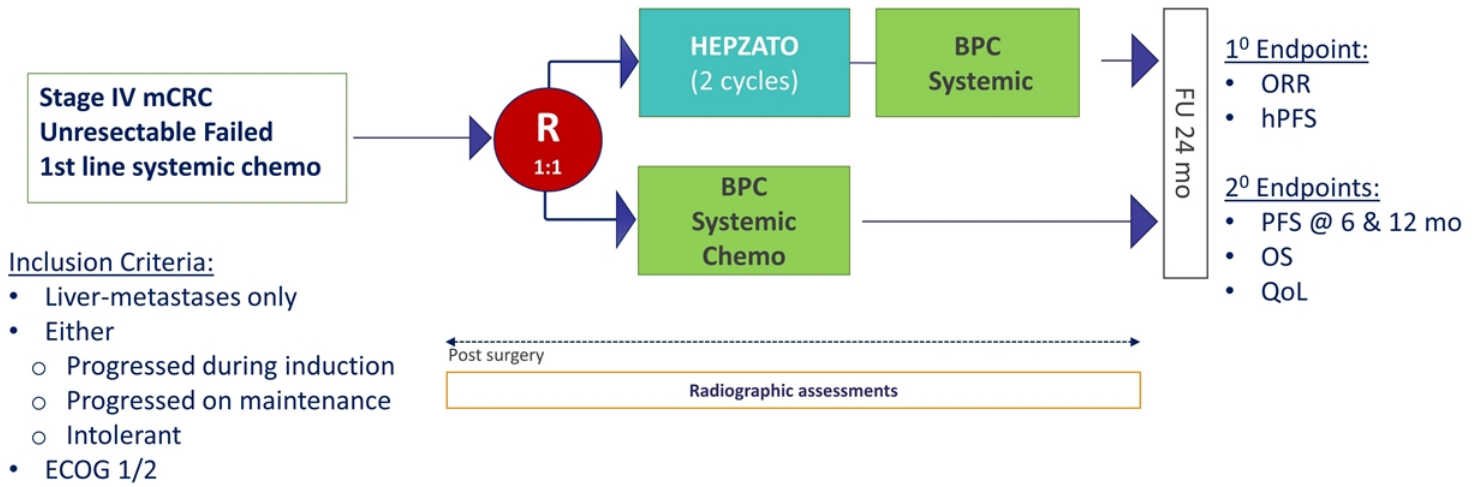 Stage IV mCRC
Unresectable Failed
1st line systemic chemo
Inclusion Criteria:
• Liver-metastases only
• Either
o Progressed during induction
o Progressed on maintenance
o Intolerant
• ECOG 1/2
R
1:1
HEPZATO
(2 cycles)
BPC
Systemic
BPC
Systemic
Chemo
Post surgery
Radiographic assessments
FU 24 mo
1⁰ Endpoint:
• ORR
• hPFS
2⁰ Endpoints:
• PFS @ 6 & 12 mo
• OS
• QoL